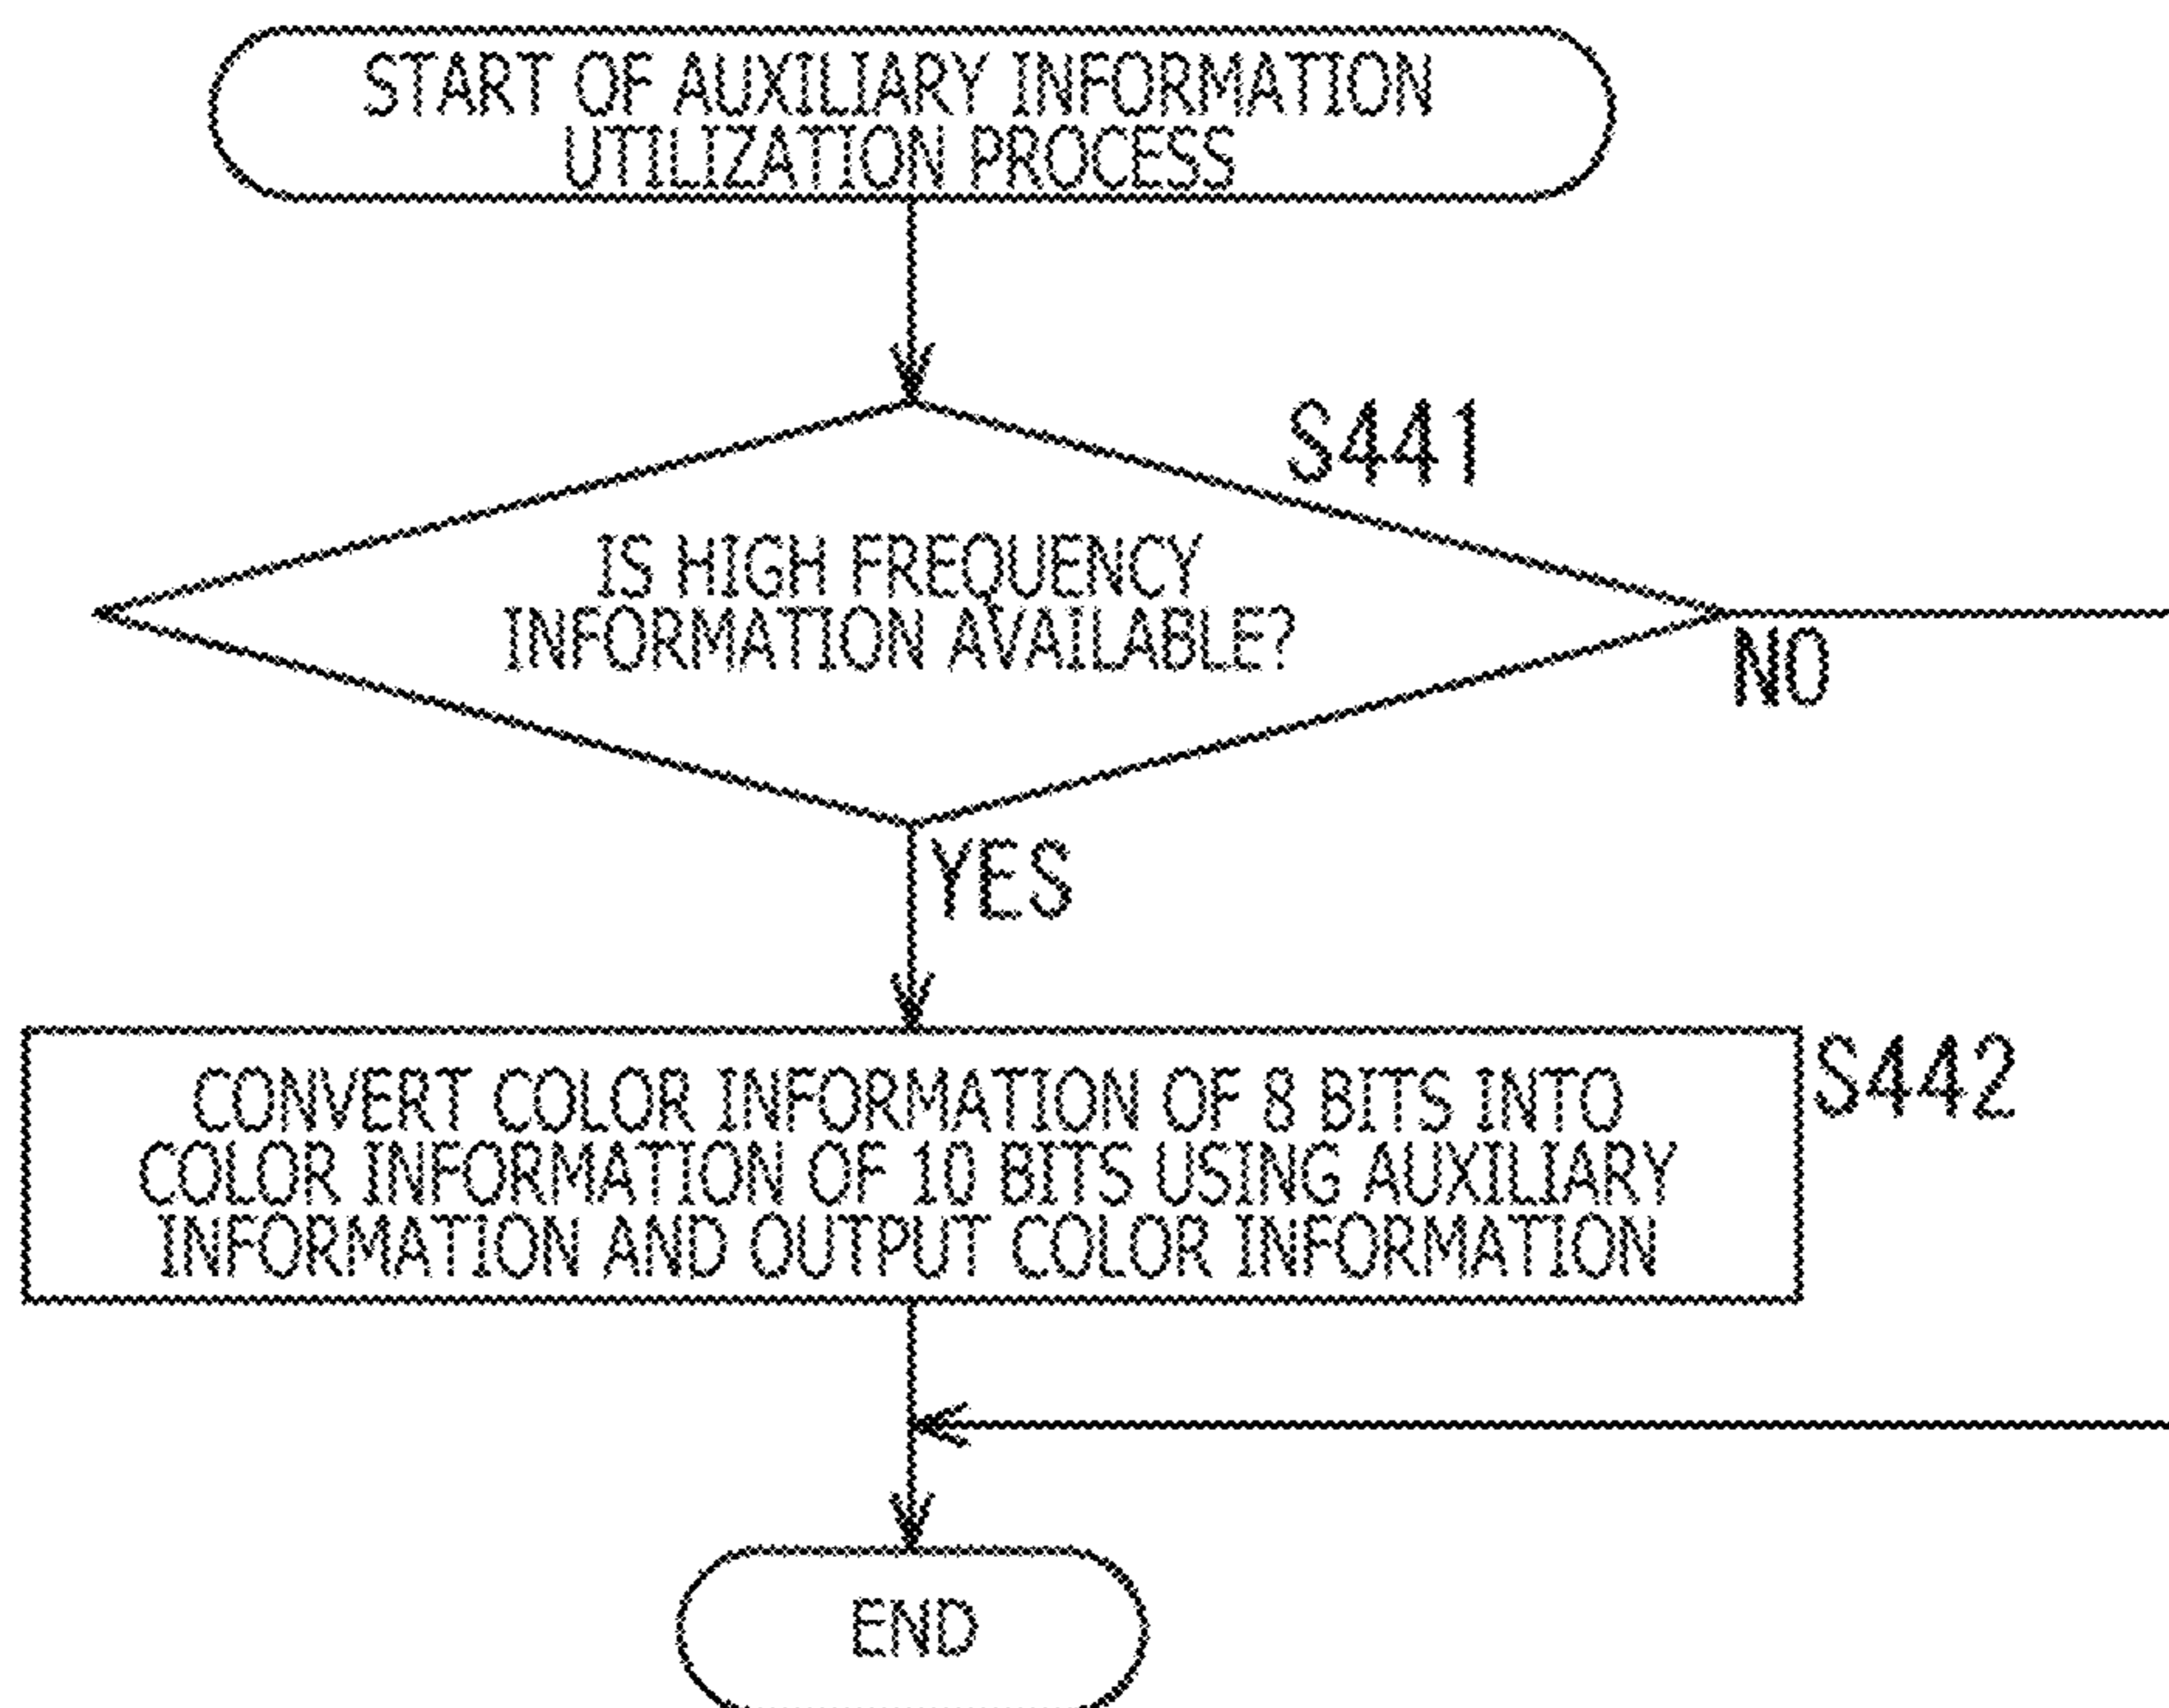 START OF AUXILIARY INFORMATION
UTILIZATION PROCESS
S441
IS HIGH FREQUENCY
INFORMATION AVAILABLE?
NO
YES
S442
CONVERT COLOR INFORMATION OF 8 BITS INTO
COLOR INFORMATION OF 10 BITS USING AUXILIARY
INFORMATION AND OUTPUT COLOR INFORMATION
END